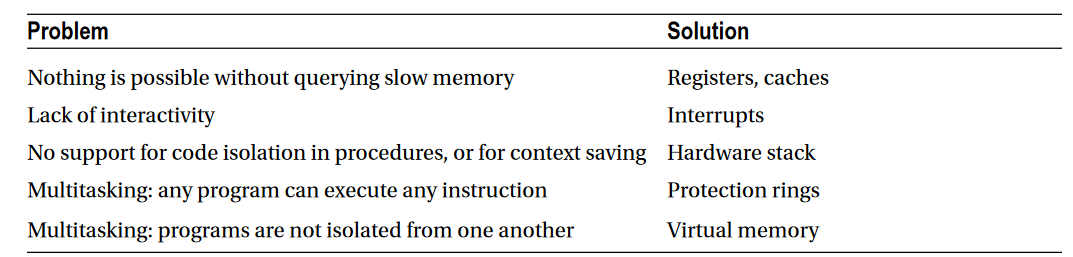 Problem Solution
Nothing is possible without querying slow memory Registers, caches
Lack of interactivity Interrupts
No support for code isolation in procedures, or for context saving Hardware stack
Multitasking: any program can execute any instruction Protection rings
Multitasking: programs are not isolated from one another Virtual memory